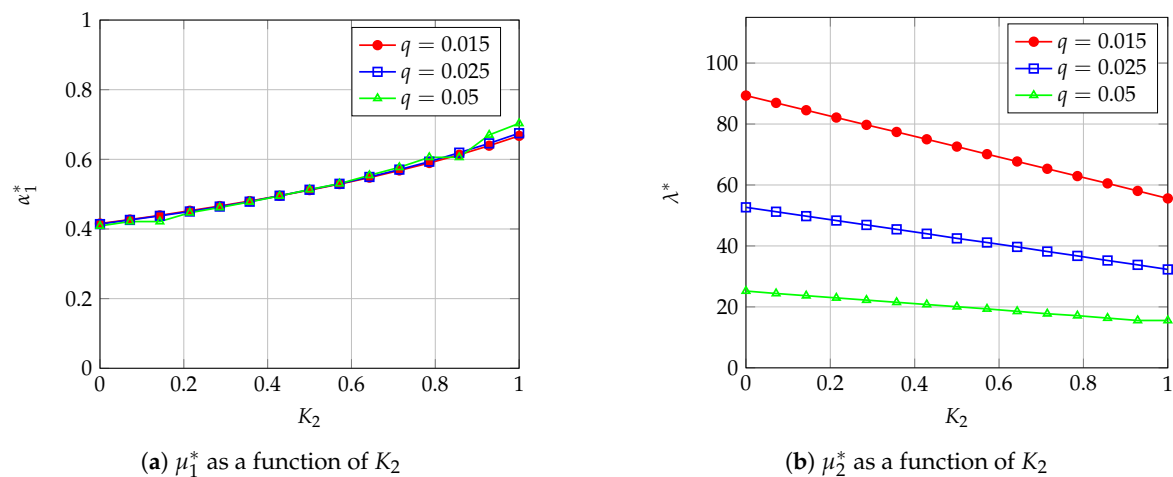 1
0.8
0.6
0.4
0.2
0
α₁*
q = 0.015
q = 0.025
q = 0.05
0 0.2 0.4 0.6 0.8 1
K₂
(a) μ₁* as a function of K₂
100
80
60
40
20
0
λ*
q = 0.015
q = 0.025
q = 0.05
0 0.2 0.4 0.6 0.8 1
K₂
(b) μ₂* as a function of K₂